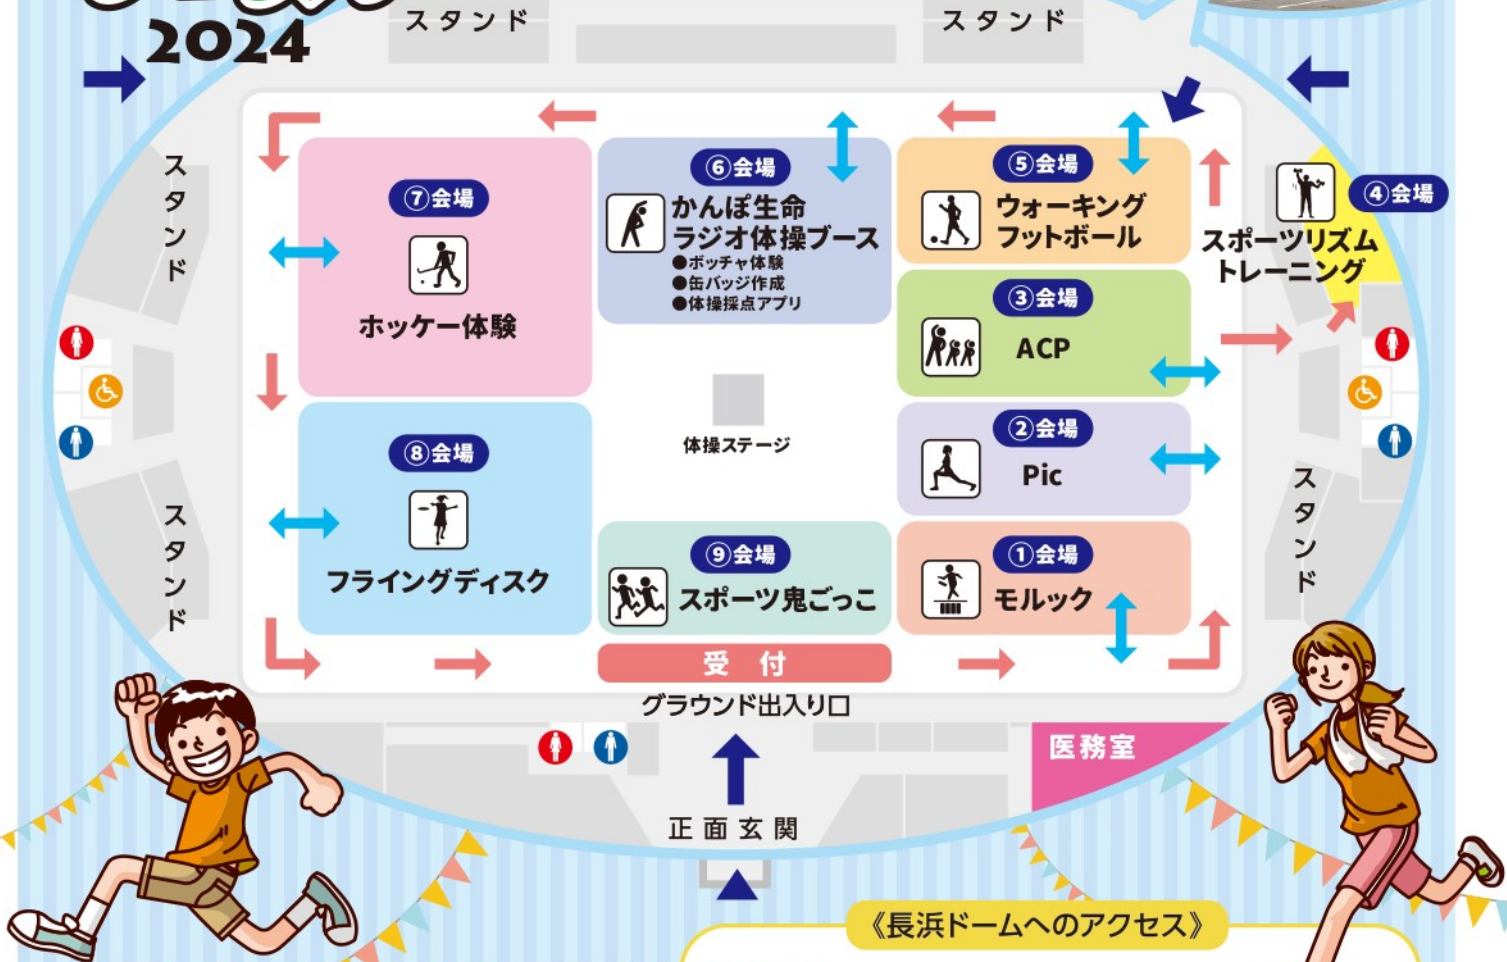 2024
スタンド
スタンド
スタンド
⑦会場
ホッケー体験
⑥会場
かんぽ生命
ラジオ体操ブース
●ボッチャ体験
●缶バッジ作成
●体操採点アプリ
⑤会場
ウォーキング
フットボール
④会場
スポーツリズム
トレーニング
③会場
ACP
②会場
Pic
体操ステージ
⑧会場
フライングディスク
スタンド
⑨会場
スポーツ鬼ごっこ
①会場
モルック
スタンド
受付
グラウンド出入り口
医務室
正面玄関
《長浜ドームへのアクセス》